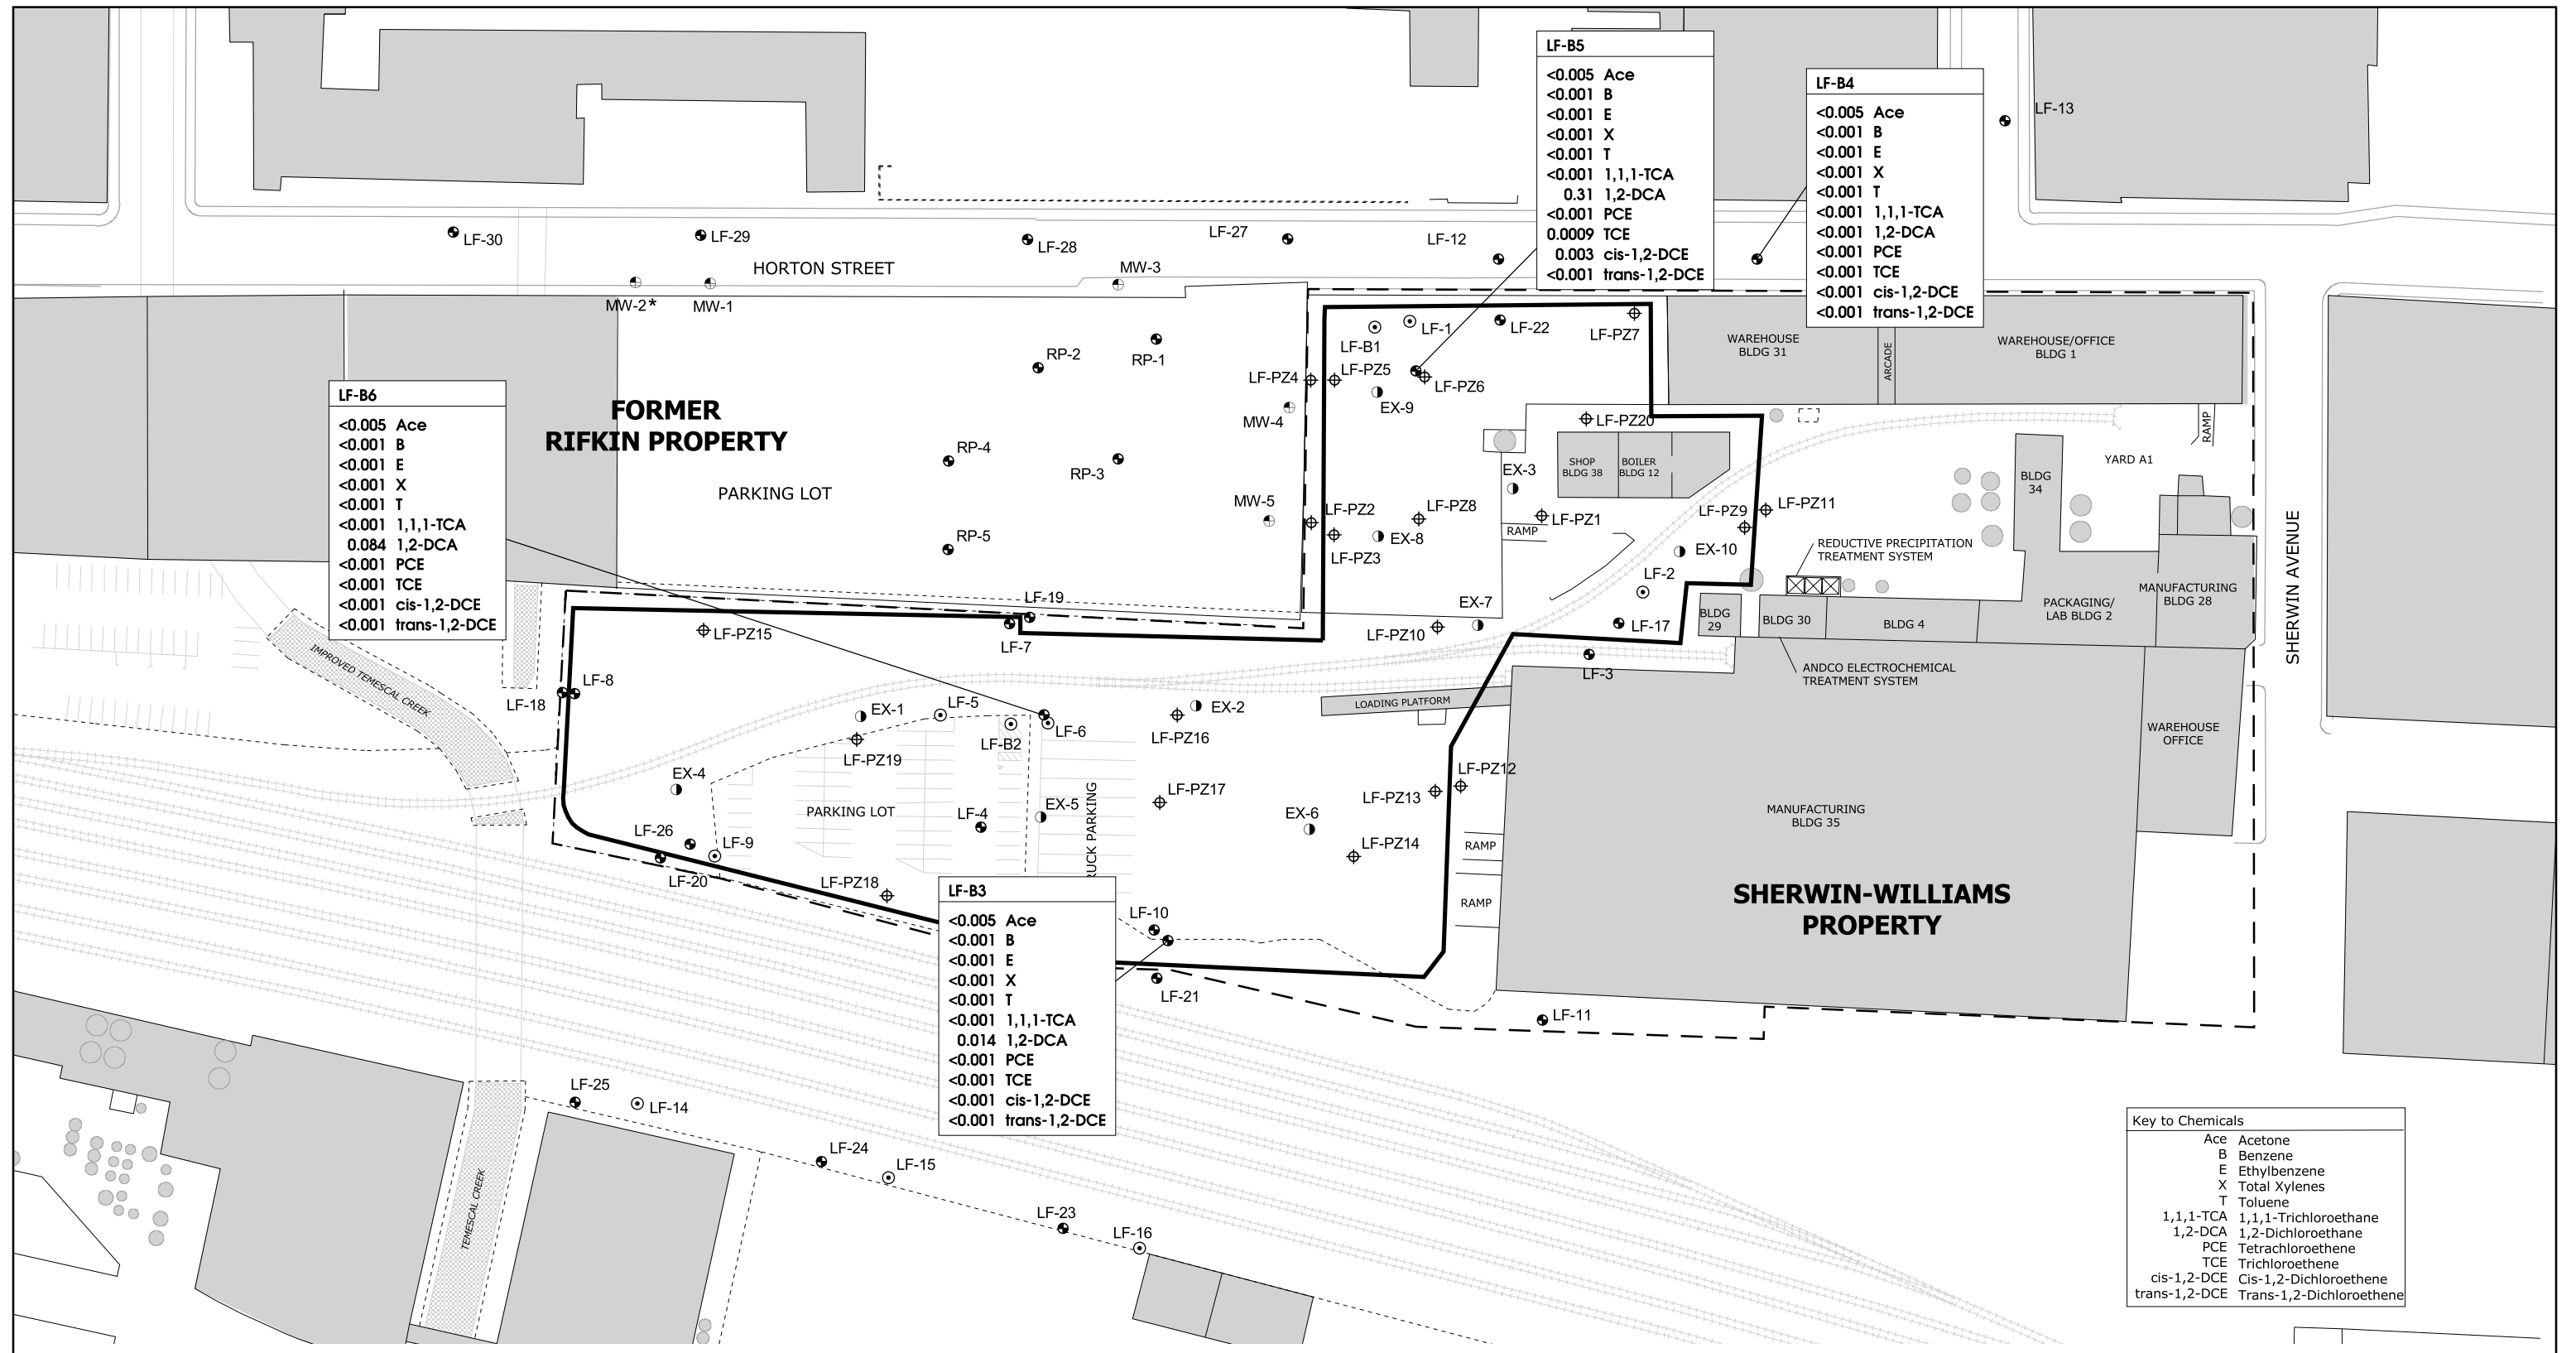 LF-B5
<0.005 Ace
<0.001 B
<0.001 E
<0.001 X
<0.001 T
<0.001 1,1,1-TCA
0.31 1,2-DCA
<0.001 PCE
0.0009 TCE
0.003 cis-1,2-DCE
<0.001 trans-1,2-DCE
LF-B4
<0.005 Ace
<0.001 B
<0.001 E
<0.001 X
<0.001 T
<0.001 1,1,1-TCA
<0.001 1,2-DCA
<0.001 PCE
<0.001 TCE
<0.001 cis-1,2-DCE
<0.001 trans-1,2-DCE
LF-13
LF-30
LF-29
LF-28
LF-27
LF-12
HORTON STREET
MW-3
MW-2*
MW-1
LF-B1
LF-1
LF-22
LF-PZ7
WAREHOUSE
BLDG 31
ARCADE
WAREHOUSE/OFFICE
BLDG 1
RP-2
RP-1
LF-PZ4
LF-PZ5
LF-PZ6
EX-9
MW-4
LF-PZ20
RAMP
LF-B6
<0.005 Ace
<0.001 B
<0.001 E
<0.001 X
<0.001 T
<0.001 1,1,1-TCA
0.084 1,2-DCA
<0.001 PCE
<0.001 TCE
<0.001 cis-1,2-DCE
<0.001 trans-1,2-DCE
FORMER
RIFKIN PROPERTY
PARKING LOT
RP-4
RP-3
RP-5
MW-5
LF-PZ2
LF-PZ3
LF-PZ8
EX-8
EX-3
SHOP
BLDG 38
BOILER
BLDG 12
LF-PZ1
RAMP
LF-PZ9
LF-PZ11
EX-10
BLDG
34
YARD A1
REDUCTIVE PRECIPITATION
TREATMENT SYSTEM
SHERWIN AVENUE
LF-2
LF-19
LF-7
LF-PZ15
EX-7
LF-PZ10
LF-17
BLDG
29
BLDG 30
BLDG 4
PACKAGING/
LAB BLDG 2
MANUFACTURING
BLDG 28
IMPROVED TEMESCAL CREEK
LF-8
LF-18
LF-3
ANDCO ELECTROCHEMICAL
TREATMENT SYSTEM
LOADING PLATFORM
EX-1
LF-5
LF-6
LF-B2
LF-PZ19
EX-2
LF-PZ16
WAREHOUSE
OFFICE
EX-4
LF-PZ12
LF-PZ13
LF-PZ17
PARKING LOT
LF-4
EX-5
RUCK PARKING
EX-6
MANUFACTURING
BLDG 35
LF-26
LF-9
LF-20
LF-PZ18
LF-PZ14
RAMP
RAMP
SHERWIN-WILLIAMS
PROPERTY
LF-B3
<0.005 Ace
<0.001 B
<0.001 E
<0.001 X
<0.001 T
<0.001 1,1,1-TCA
0.014 1,2-DCA
<0.001 PCE
<0.001 TCE
<0.001 cis-1,2-DCE
<0.001 trans-1,2-DCE
LF-10
LF-21
LF-11
LF-25
LF-14
LF-24
LF-15
LF-23
LF-16
TEMESCAL CREEK
Key to Chemicals
Ace Acetone
B Benzene
E Ethylbenzene
X Total Xylenes
T Toluene
1,1,1-TCA 1,1,1-Trichloroethane
1,2-DCA 1,2-Dichloroethane
PCE Tetrachloroethene
TCE Trichloroethene
cis-1,2-DCE Cis-1,2-Dichloroethene
trans-1,2-DCE Trans-1,2-Dichloroethene